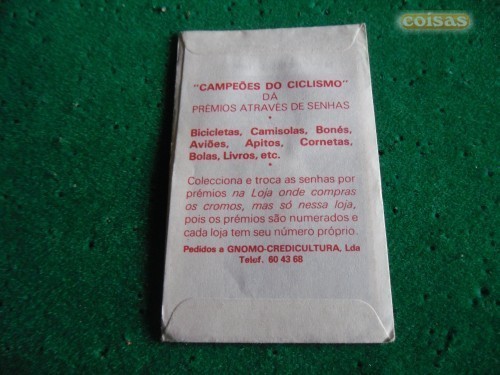 coisas
"CAMPEÕES DO CICLISMO"
DÁ
PRÉMIOS ATRAVÉS DE SENHAS
Bicicletas, Camisolas, Bonés,
Aviões, Apitos, Cornetas,
Bolas, Livros, etc.
Colecciona e troca as senhas por
prémios na Loja onde compras
os cromos, mas só nessa loja,
pois os prémios são numerados e
cada loja tem seu número próprio.
Pedidos a GNOMO-CREDICULTURA, Lda
Telef. 60 43 68